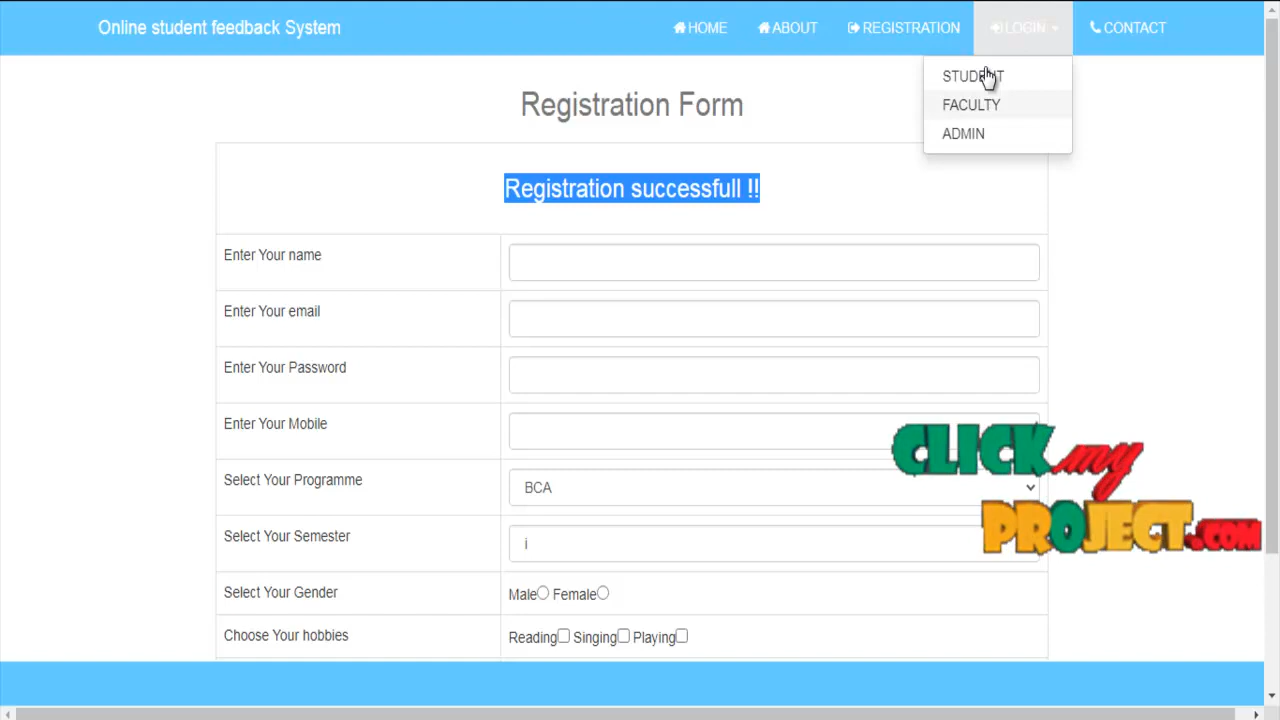 Online student feedback System
HOME
ABOUT
REGISTRATION
LOGIN
CONTACT
STUDENT
FACULTY
ADMIN
Registration Form
Registration successfull !!
Enter Your name
Enter Your email
Enter Your Password
Enter Your Mobile
Select Your Programme
BCA
Select Your Semester
i
Select Your Gender
Male Female
Choose Your hobbies
Reading Singing Playing
CLICK my
PROJECT.COM